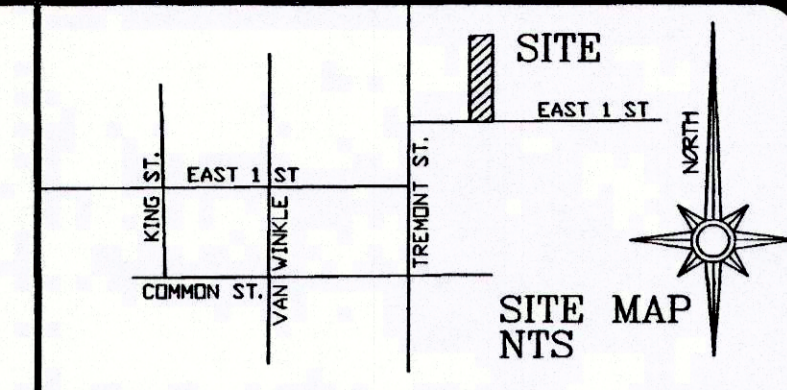 SITE
EAST 1 ST
NORTH
TREMONT ST.
KING ST.
EAST 1 ST
VAN WINKLE
COMMON ST.
SITE MAP
NTS